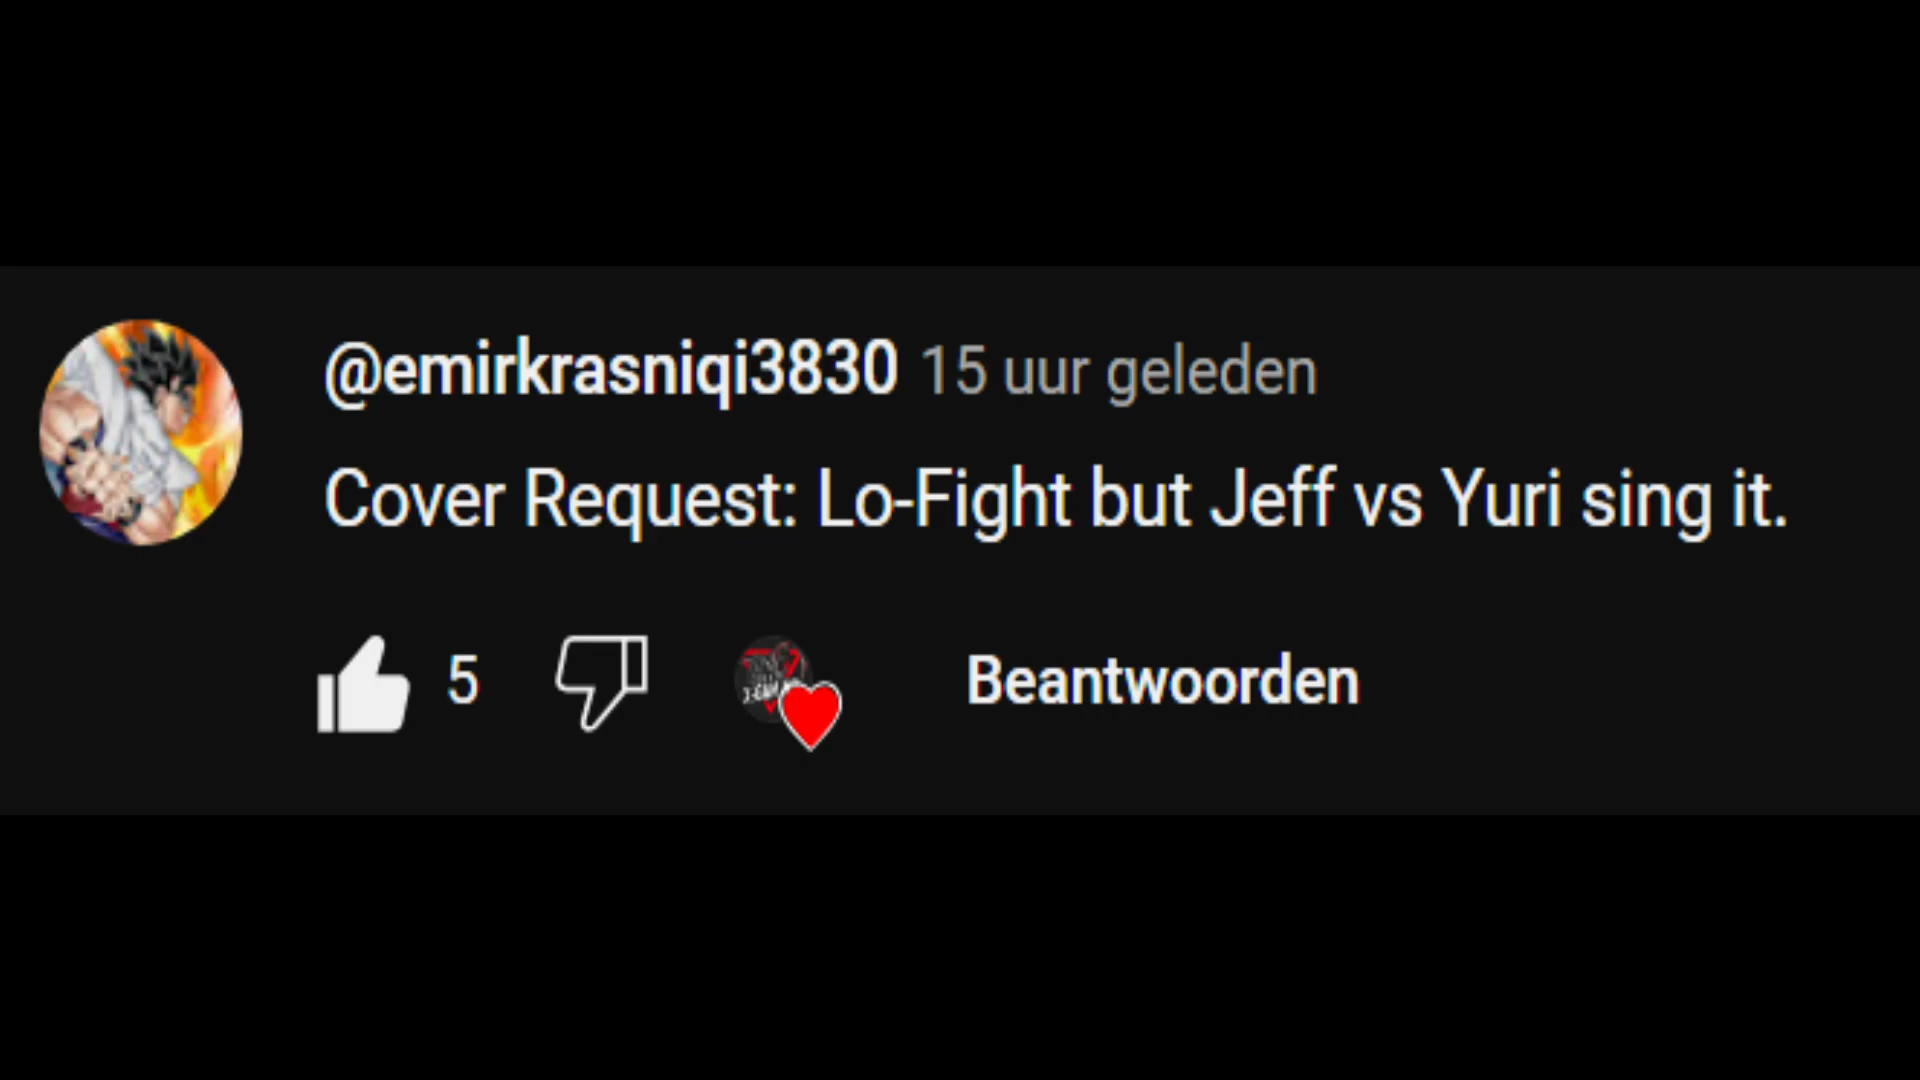 @emirkrasniqi3830 15 uur geleden
Cover Request: Lo-Fight but Jeff vs Yuri sing it.
5 Beantwoorden